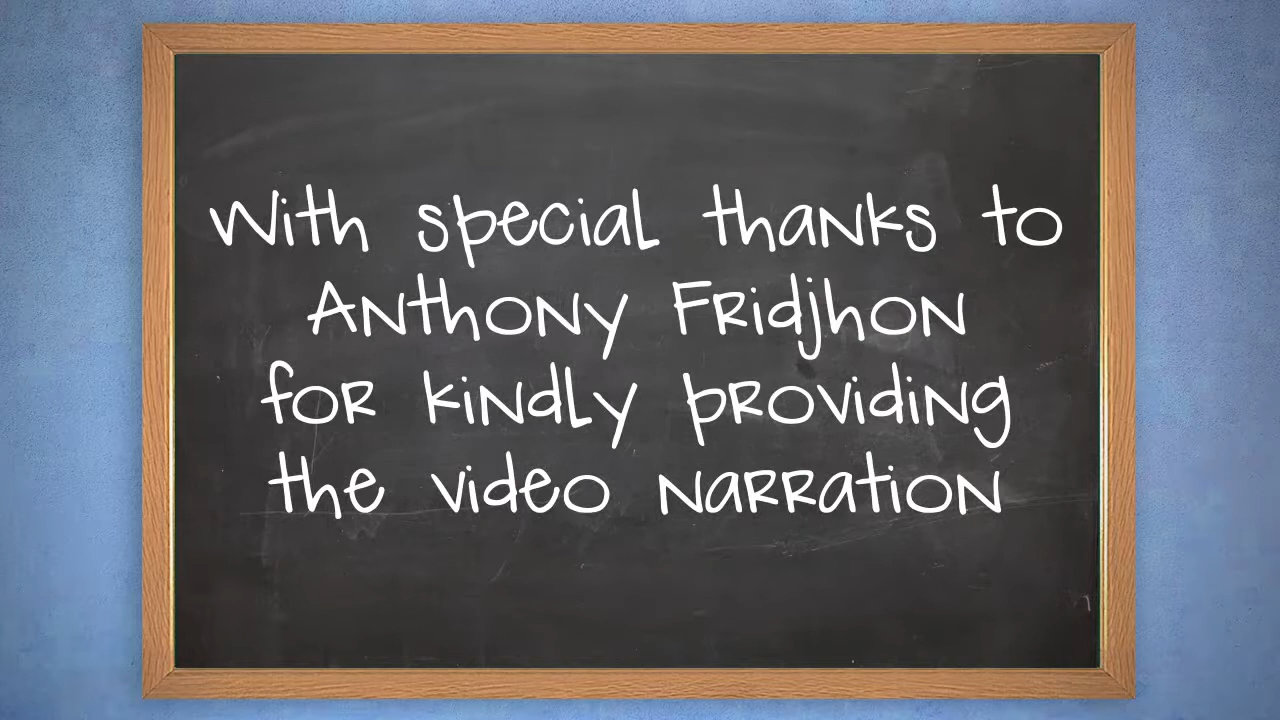 With special thanks to
Anthony Fridjhon
for kindly providing
the video narration